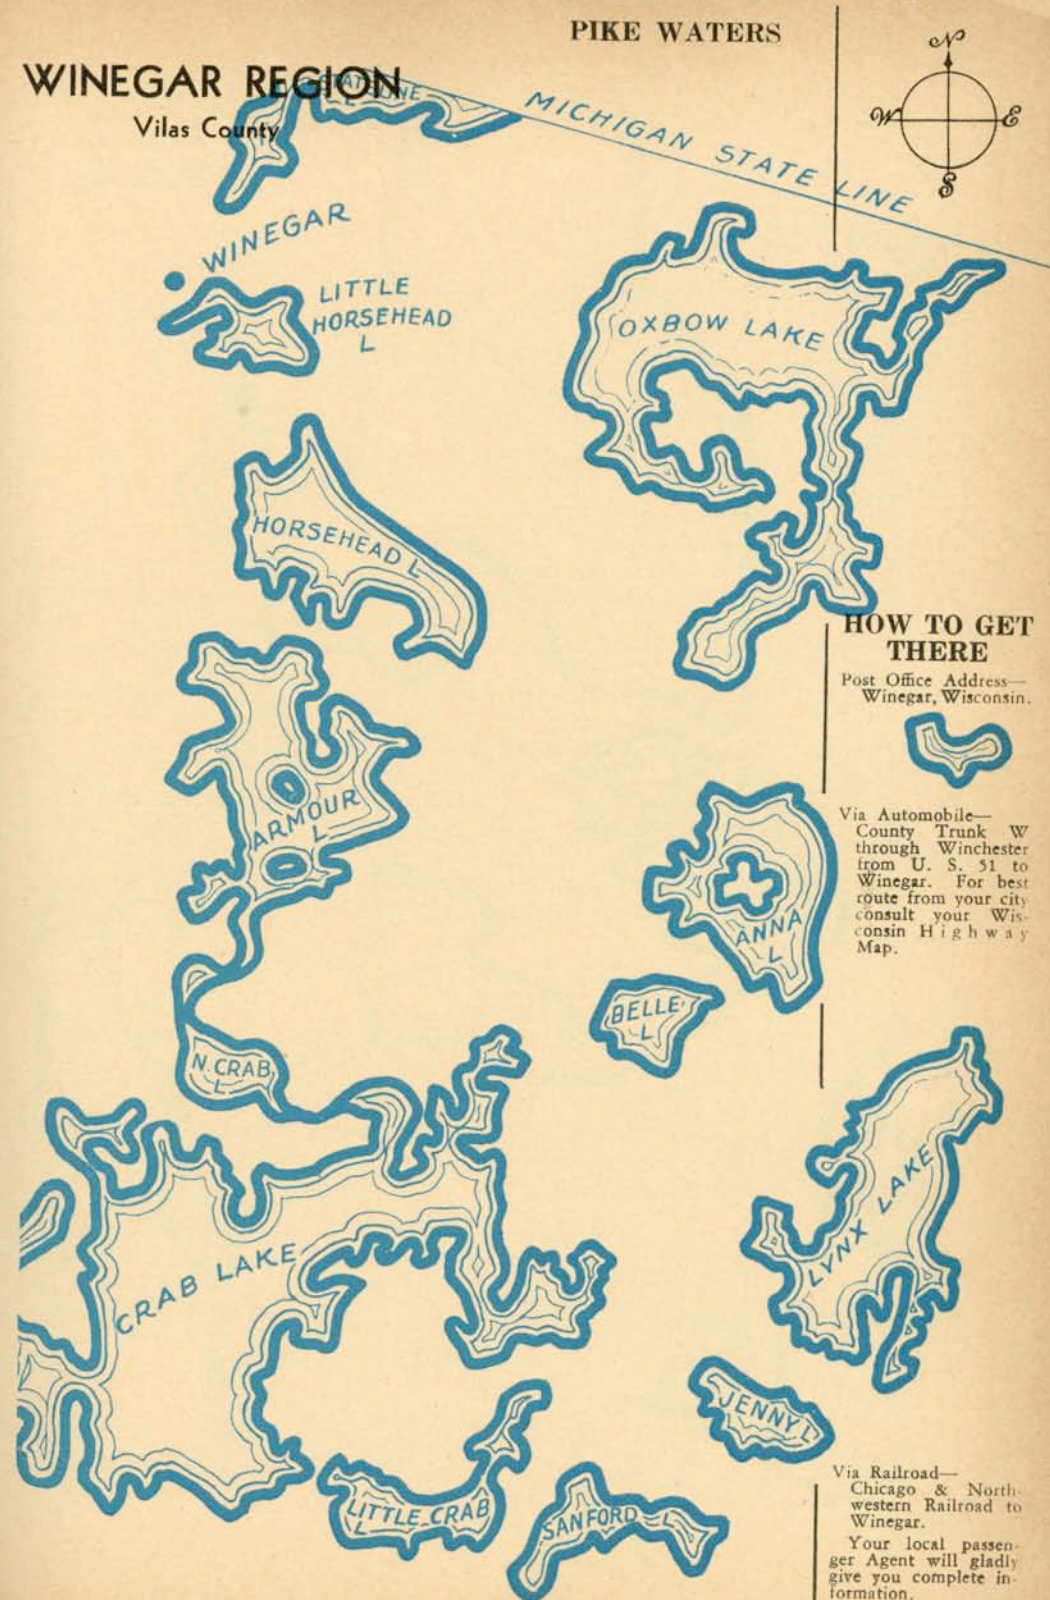 PIKE WATERS
WINEGAR REGION
Vilas County
N
W
E
S
STATE LINE
L
MICHIGAN STATE LINE
WINEGAR
LITTLE
HORSEHEAD
L
OXBOW LAKE
HORSEHEAD L
HOW TO GET
THERE
Post Office Address—
Winegar, Wisconsin.
ARMOUR
L
Via Automobile—
County Trunk W
through Winchester
from U. S. 51 to
Winegar. For best
route from your city
consult your Wis-
consin Highway
Map.
ANNA
L
BELLE
L
N. CRAB
L
LYNX LAKE
CRAB LAKE
JENNY L
LITTLE CRAB
L
SANFORD L
Via Railroad—
Chicago & North-
western Railroad to
Winegar.
Your local passen-
ger Agent will gladly
give you complete in-
formation.